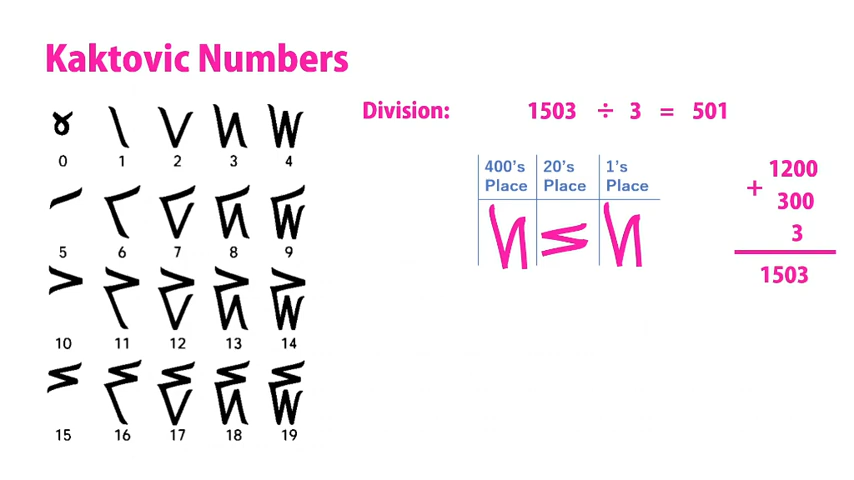 Kaktovic Numbers
0 1 2 3 4
5 6 7 8 9
10 11 12 13 14
15 16 17 18 19
Division: 1503 ÷ 3 = 501
400's Place 20's Place 1's Place
𝋃 𝋏 𝋃
1200
+ 300
3
1503